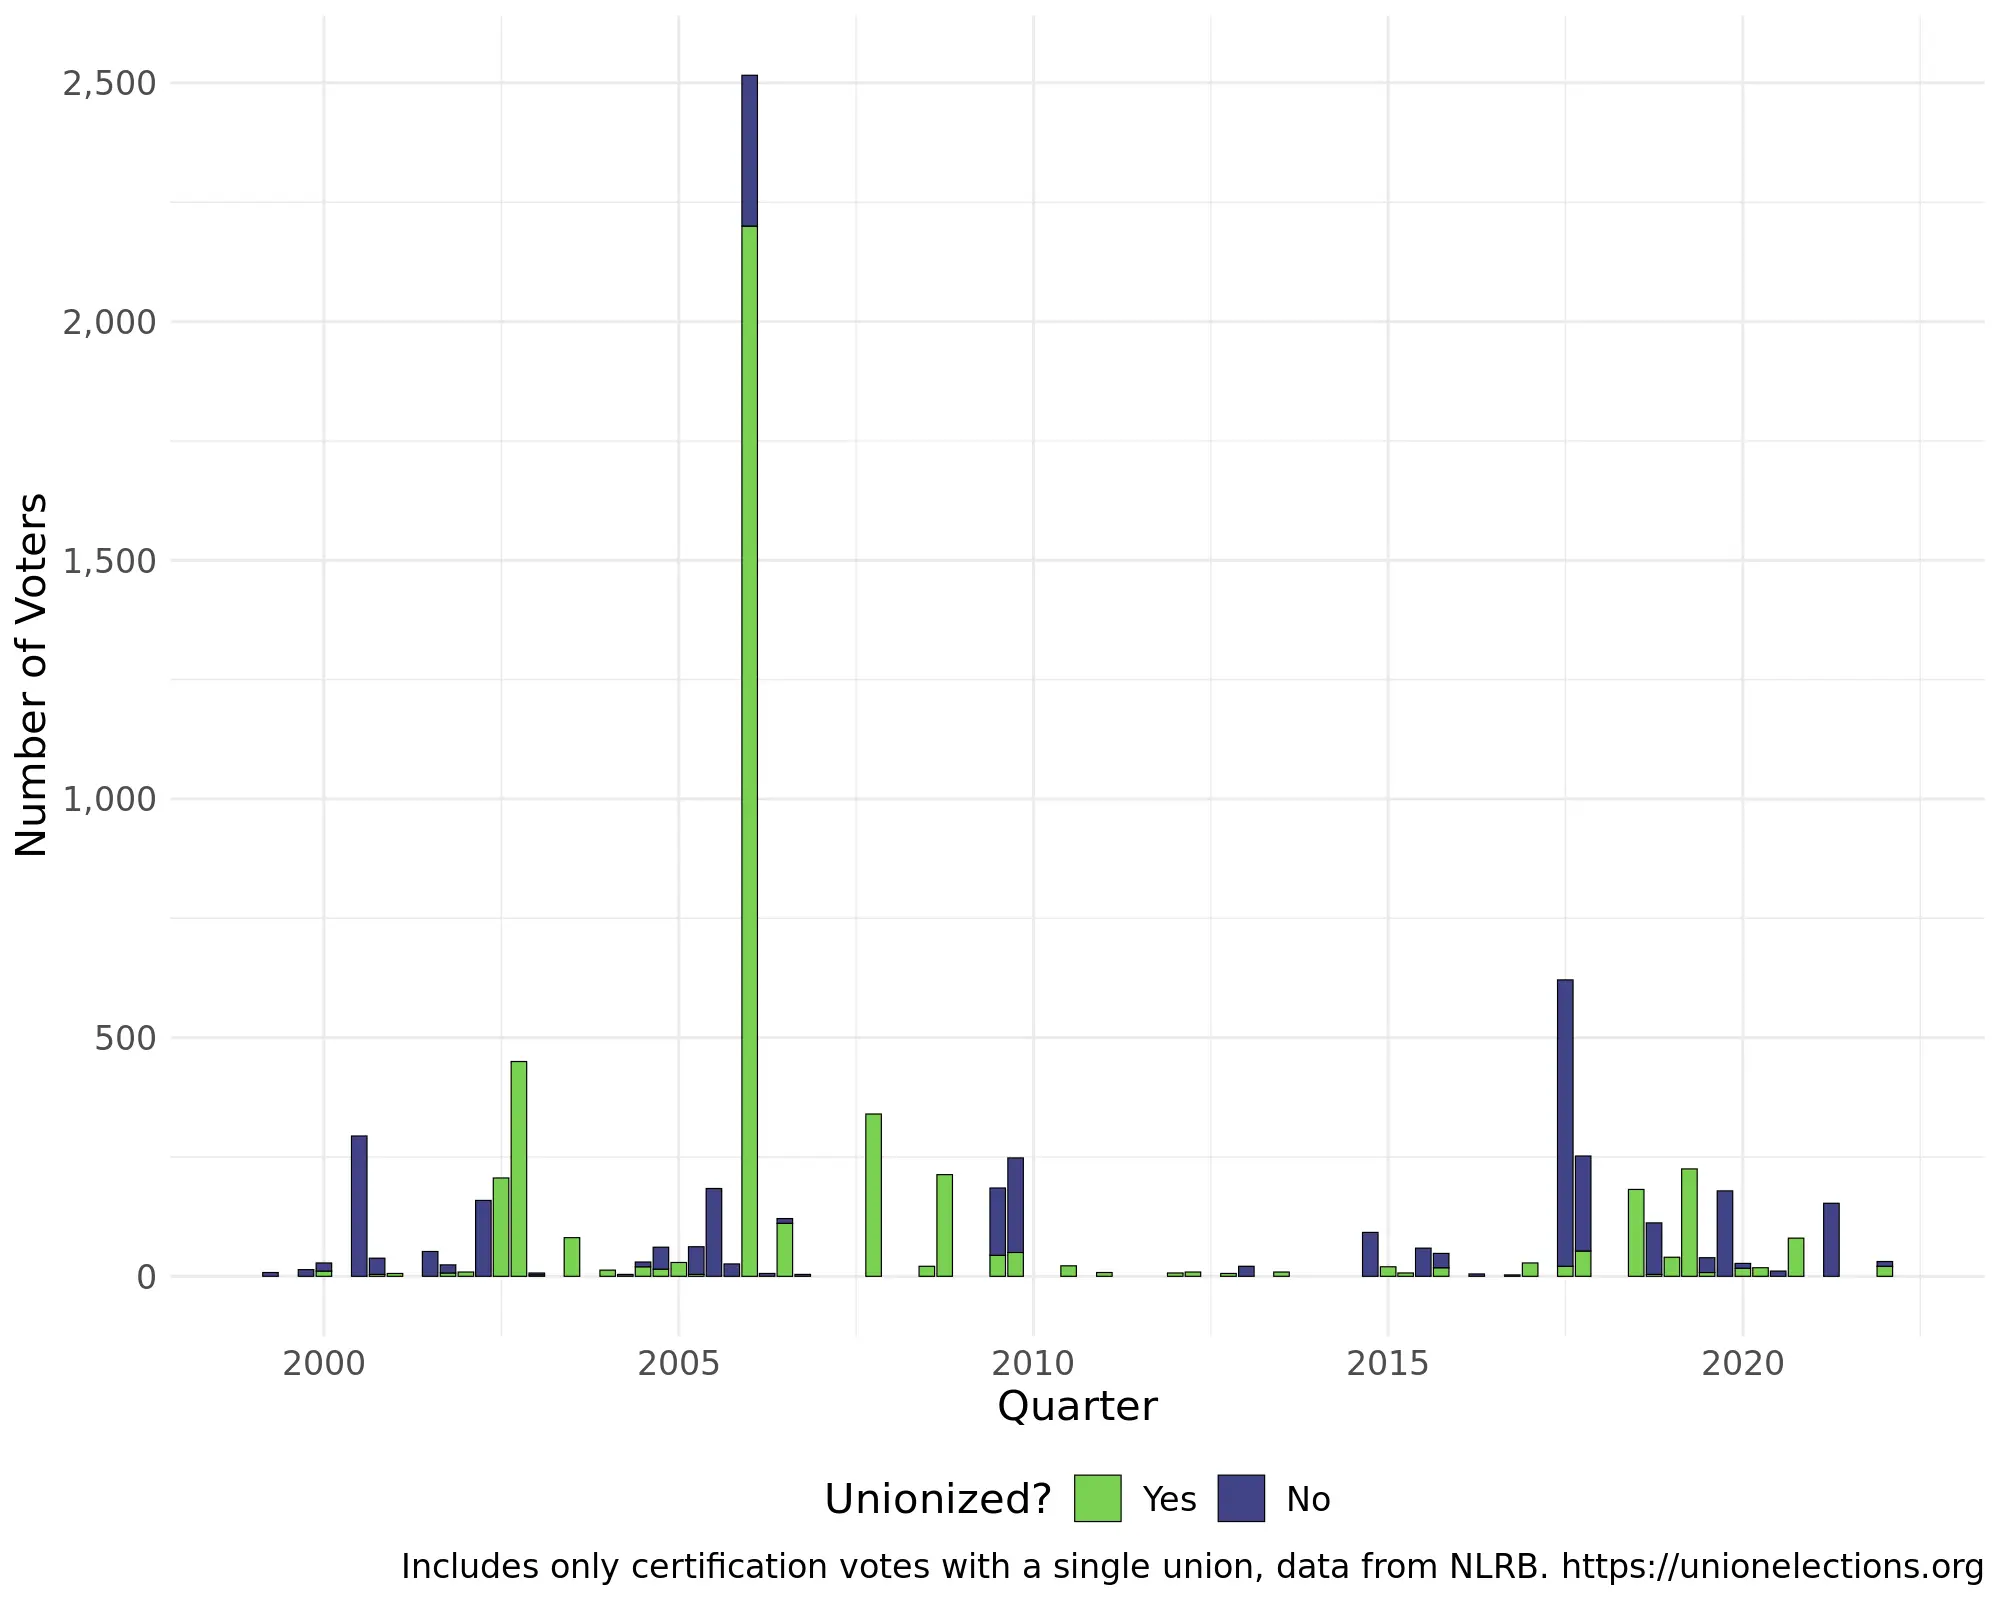 2,500
2,000
1,500
1,000
500
0
Number of Voters
2000 2005 2010 2015 2020
Quarter
Unionized? Yes No
Includes only certification votes with a single union, data from NLRB. https://unionelections.org